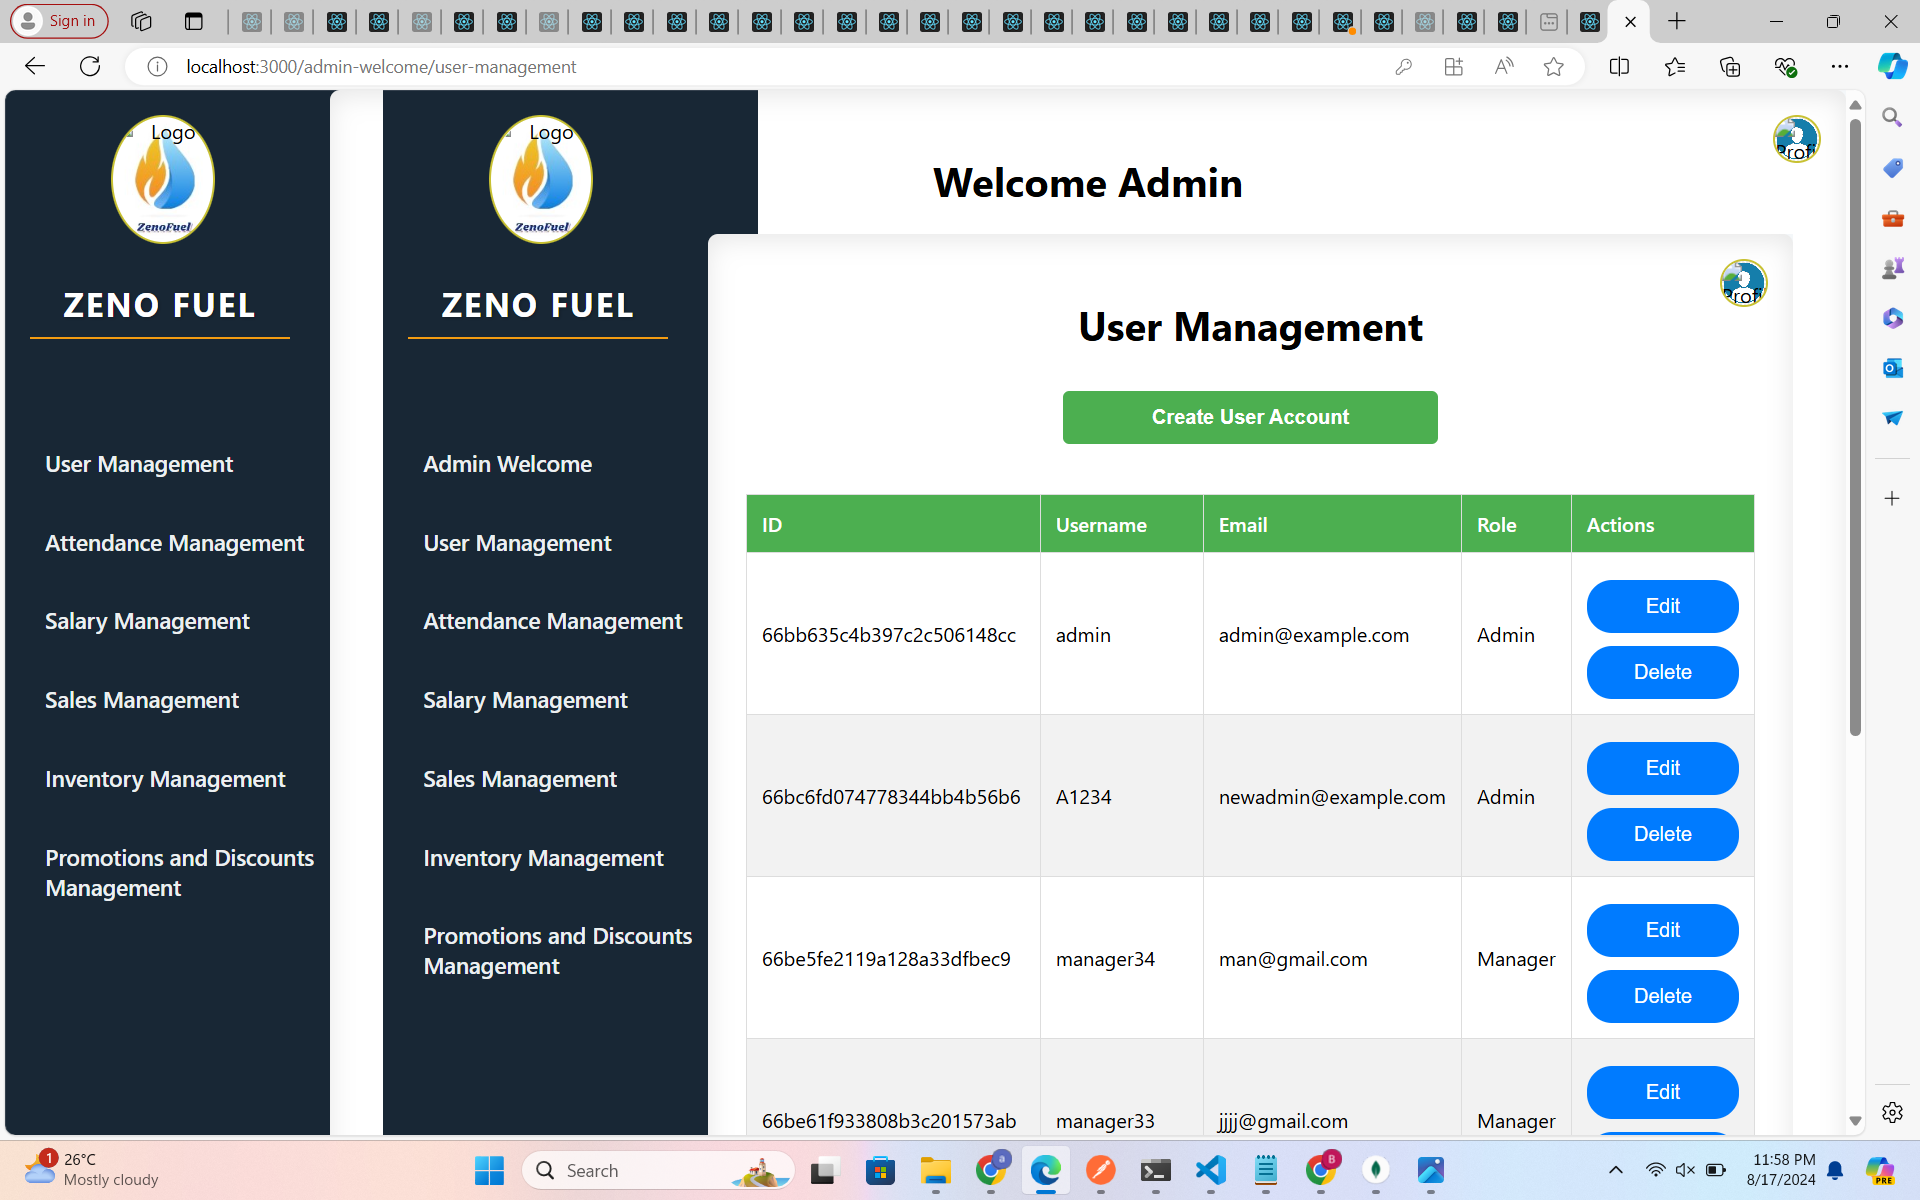 Sign in
localhost:3000/admin-welcome/user-management
Logo
ZenoFuel
ZENO FUEL
User Management
Attendance Management
Salary Management
Sales Management
Inventory Management
Promotions and Discounts
Management
Logo
ZenoFuel
ZENO FUEL
Admin Welcome
User Management
Attendance Management
Salary Management
Sales Management
Inventory Management
Promotions and Discounts
Management
Profi
Welcome Admin
Profi
User Management
Create User Account
ID Username Email Role Actions
66bb635c4b397c2c506148cc admin admin@example.com Admin Edit
Delete
66bc6fd074778344bb4b56b6 A1234 newadmin@example.com Admin Edit
Delete
66be5fe2119a128a33dfbec9 manager34 man@gmail.com Manager Edit
Delete
66be61f933808b3c201573ab manager33 jjjj@gmail.com Manager Edit
1
26°C
Mostly cloudy
Search
a
B
11:58 PM
8/17/2024
PRE